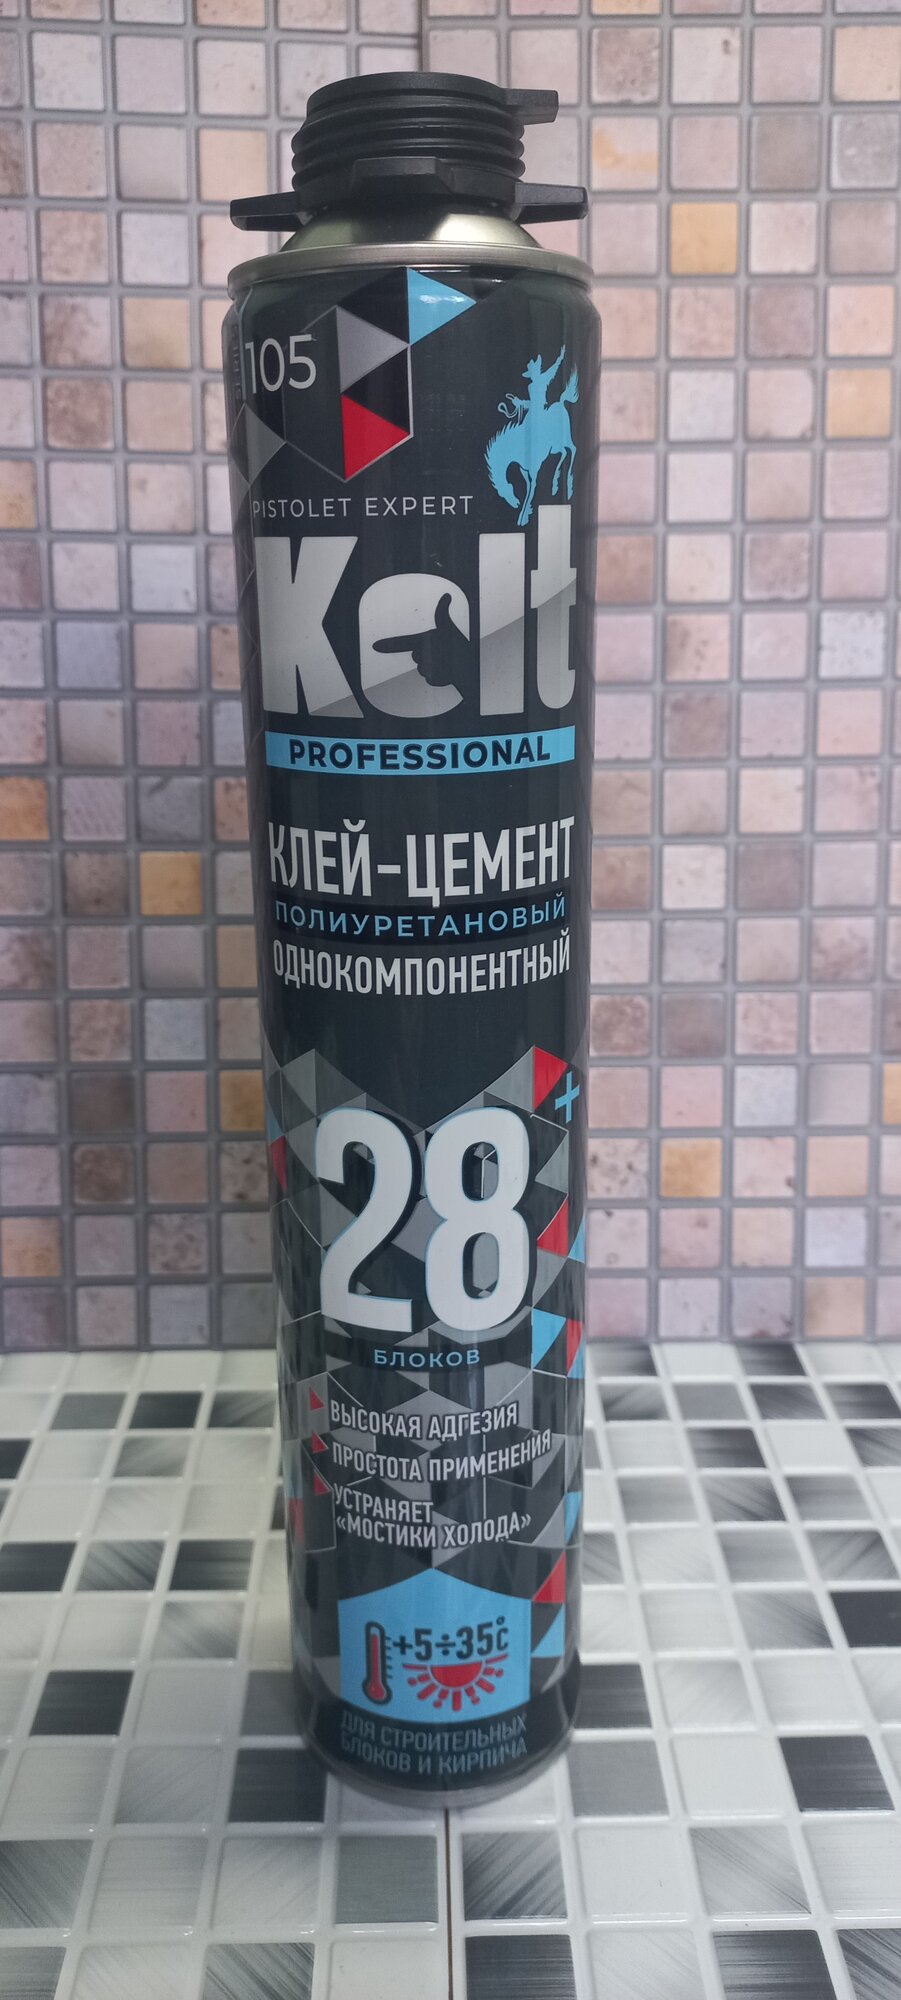 105
PISTOLET EXPERT
Kelt
PROFESSIONAL
КЛЕЙ-ЦЕМЕНТ
ПОЛИУРЕТАНОВЫЙ
ОДНОКОМПОНЕНТНЫЙ
28+
БЛОКОВ
ВЫСОКАЯ АДГЕЗИЯ
ПРОСТОТА ПРИМЕНЕНИЯ
УСТРАНЯЕТ
«МОСТИКИ ХОЛОДА»
+5÷35°C
ДЛЯ СТРОИТЕЛЬНЫХ
БЛОКОВ И КИРПИЧА